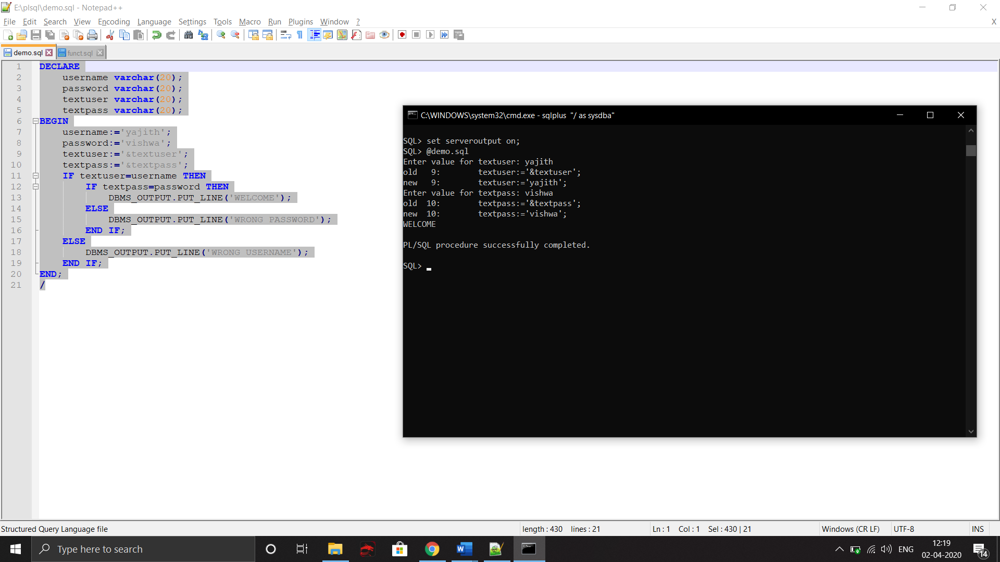 E:\plsql\demo.sql - Notepad++
File Edit Search View Encoding Language Settings Tools Macro Run Plugins Window ? X
demo.sql funct.sql
1 DECLARE
2 username varchar(20);
3 password varchar(20);
4 textuser varchar(20);
5 textpass varchar(20);
6 BEGIN
7 username:='yajith';
8 password:='vishwa';
9 textuser:='&textuser';
10 textpass:='&textpass';
11 IF textuser=username THEN
12 IF textpass=password THEN
13 DBMS_OUTPUT.PUT_LINE('WELCOME');
14 ELSE
15 DBMS_OUTPUT.PUT_LINE('WRONG PASSWORD');
16 END IF;
17 ELSE
18 DBMS_OUTPUT.PUT_LINE('WRONG USERNAME');
19 END IF;
20 END;
21 /
C:\WINDOWS\system32\cmd.exe - sqlplus "/ as sysdba"
SQL> set serveroutput on;
SQL> @demo.sql
Enter value for textuser: yajith
old 9: textuser:='&textuser';
new 9: textuser:='yajith';
Enter value for textpass: vishwa
old 10: textpass:='&textpass';
new 10: textpass:='vishwa';
WELCOME
PL/SQL procedure successfully completed.
SQL>
Structured Query Language file length : 430 lines : 21 Ln : 1 Col : 1 Sel : 430 | 21 Windows (CR LF) UTF-8 INS
Type here to search
ENG
12:19
02-04-2020
14